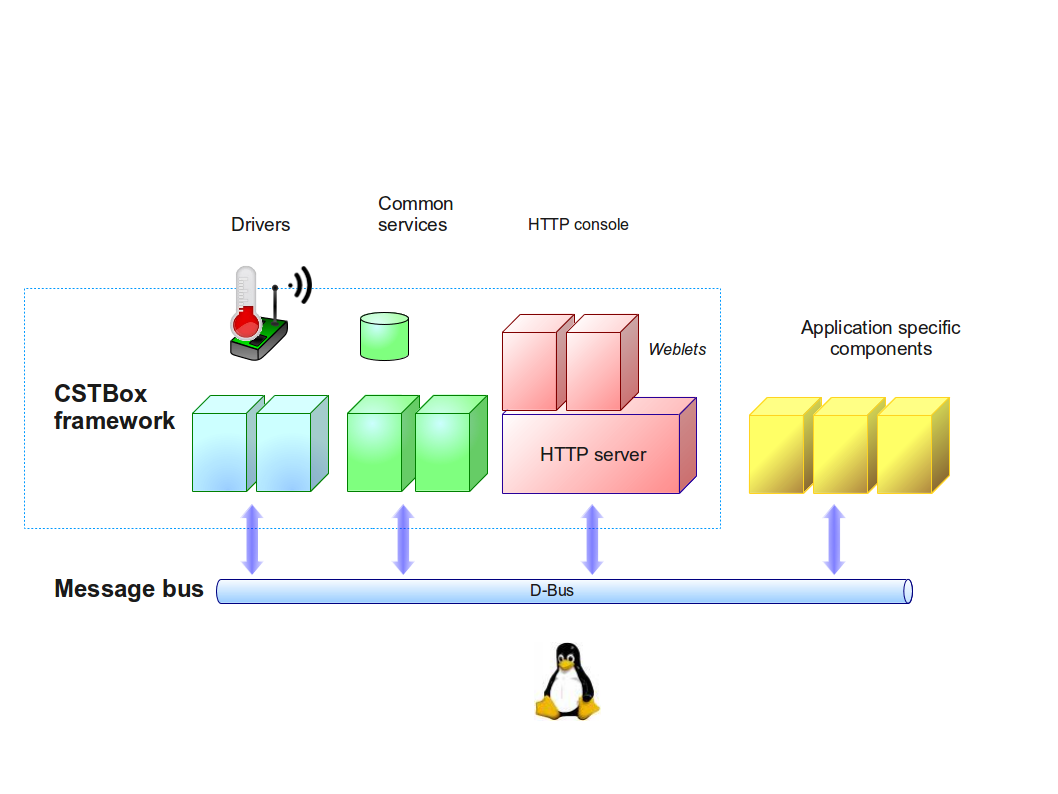 Common
services
Drivers
HTTP console
Application specific
components
Weblets
CSTBox
framework
HTTP server
Message bus
D-Bus